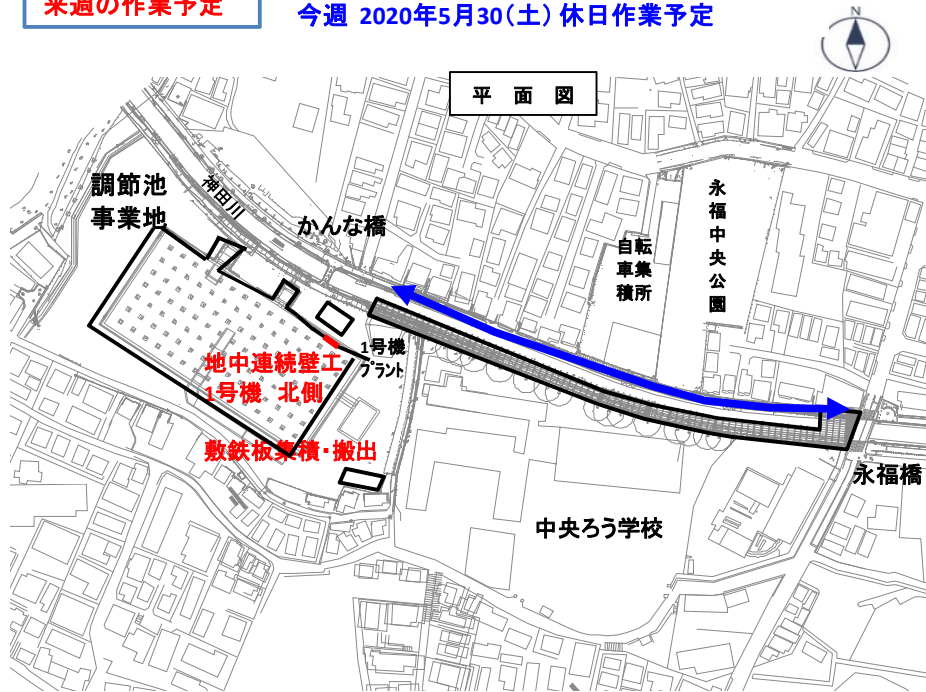 来週の作業予定
今週 2020年5月30(土) 休日作業予定
N
平 面 図
調節池
事業地
神田川
かんな橋
永福中央公園
自転
車集
積所
1号機
プラント
地中連続壁工
1号機 北側
敷鉄板集積・搬出
永福橋
中央ろう学校